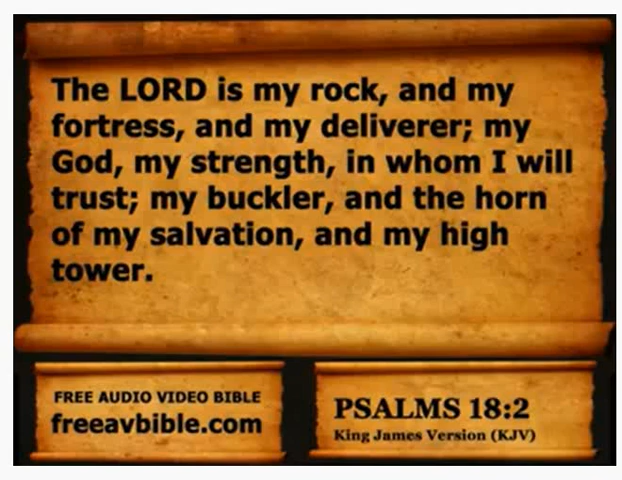 The LORD is my rock, and my
fortress, and my deliverer; my
God, my strength, in whom I will
trust; my buckler, and the horn
of my salvation, and my high
tower.
FREE AUDIO VIDEO BIBLE
freeavbible.com
PSALMS 18:2
King James Version (KJV)